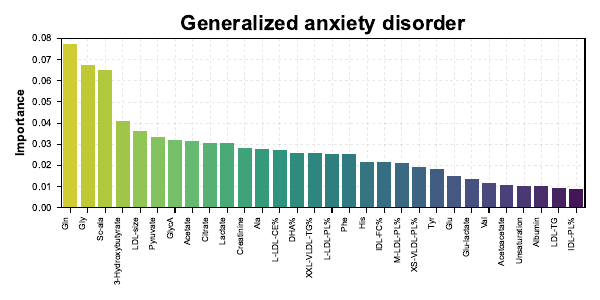 Generalized anxiety disorder
Importance
0.08
0.07
0.06
0.05
0.04
0.03
0.02
0.01
0.00
Gln
Gly
Sc-ala
3-Hydroxybutyrate
LDL-size
Pyruvate
GlycA
Acetate
Citrate
Lactate
Creatinine
Ala
L-LDL-CE%
DHA%
XXL-VLDL-TG%
L-LDL-PL%
Phe
His
IDL-FC%
M-LDL-PL%
XS-VLDL-PL%
Tyr
Glu
Glu-lactate
Val
Acetoacetate
Unsaturation
Albumin
LDL-TG
IDL-PL%